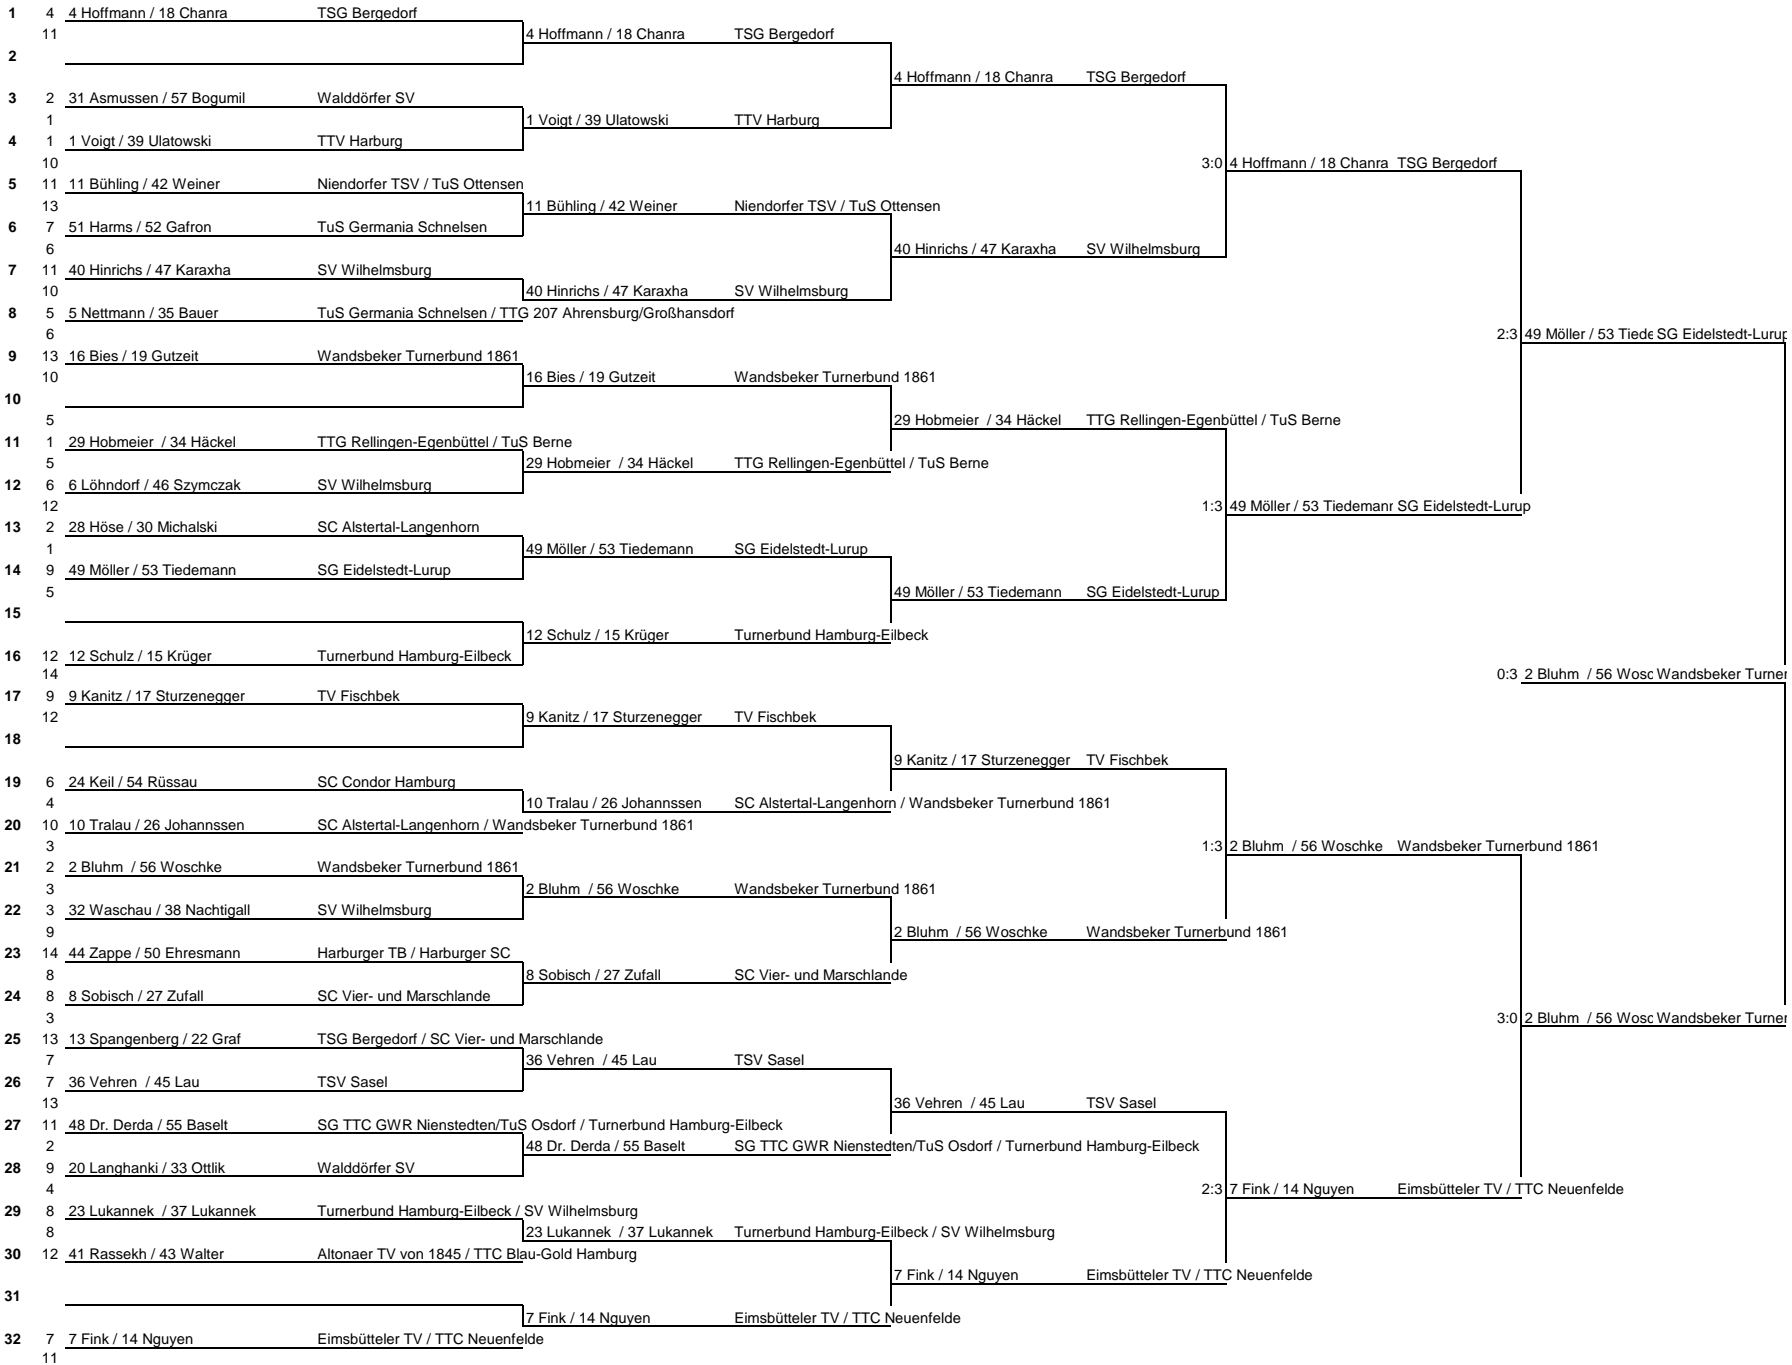 1 4 4 Hoffmann / 18 Chanra TSG Bergedorf
11 4 Hoffmann / 18 Chanra TSG Bergedorf
2
4 Hoffmann / 18 Chanra TSG Bergedorf
3 2 31 Asmussen / 57 Bogumil Walddörfer SV
1 1 Voigt / 39 Ulatowski TTV Harburg
4 1 1 Voigt / 39 Ulatowski TTV Harburg
10 3:0 4 Hoffmann / 18 Chanra TSG Bergedorf
5 11 11 Bühling / 42 Weiner Niendorfer TSV / TuS Ottensen
13 11 Bühling / 42 Weiner Niendorfer TSV / TuS Ottensen
6 7 51 Harms / 52 Gafron TuS Germania Schnelsen
6 40 Hinrichs / 47 Karaxha SV Wilhelmsburg
7 11 40 Hinrichs / 47 Karaxha SV Wilhelmsburg
10 40 Hinrichs / 47 Karaxha SV Wilhelmsburg
8 5 5 Nettmann / 35 Bauer TuS Germania Schnelsen / TTG 207 Ahrensburg/Großhansdorf
6 2:3 49 Möller / 53 Tiede SG Eidelstedt-Lurup
9 13 16 Bies / 19 Gutzeit Wandsbeker Turnerbund 1861
10 16 Bies / 19 Gutzeit Wandsbeker Turnerbund 1861
10
5 29 Hobmeier / 34 Häckel TTG Rellingen-Egenbüttel / TuS Berne
11 1 29 Hobmeier / 34 Häckel TTG Rellingen-Egenbüttel / TuS Berne
5 29 Hobmeier / 34 Häckel TTG Rellingen-Egenbüttel / TuS Berne
12 6 6 Löhndorf / 46 Szymczak SV Wilhelmsburg
12 1:3 49 Möller / 53 Tiedemanr SG Eidelstedt-Lurup
13 2 28 Höse / 30 Michalski SC Alstertal-Langenhorn
1 49 Möller / 53 Tiedemann SG Eidelstedt-Lurup
14 9 49 Möller / 53 Tiedemann SG Eidelstedt-Lurup
5 49 Möller / 53 Tiedemann SG Eidelstedt-Lurup
15
12 Schulz / 15 Krüger Turnerbund Hamburg-Eilbeck
16 12 12 Schulz / 15 Krüger Turnerbund Hamburg-Eilbeck
14 0:3 2 Bluhm / 56 Wosc Wandsbeker Turner
17 9 9 Kanitz / 17 Sturzenegger TV Fischbek
12 9 Kanitz / 17 Sturzenegger TV Fischbek
18
9 Kanitz / 17 Sturzenegger TV Fischbek
19 6 24 Keil / 54 Rüssau SC Condor Hamburg
4 10 Tralau / 26 Johannssen SC Alstertal-Langenhorn / Wandsbeker Turnerbund 1861
20 10 10 Tralau / 26 Johannssen SC Alstertal-Langenhorn / Wandsbeker Turnerbund 1861
3 1:3 2 Bluhm / 56 Woschke Wandsbeker Turnerbund 1861
21 2 2 Bluhm / 56 Woschke Wandsbeker Turnerbund 1861
3 2 Bluhm / 56 Woschke Wandsbeker Turnerbund 1861
22 3 32 Waschau / 38 Nachtigall SV Wilhelmsburg
9 2 Bluhm / 56 Woschke Wandsbeker Turnerbund 1861
23 14 44 Zappe / 50 Ehresmann Harburger TB / Harburger SC
8 8 Sobisch / 27 Zufall SC Vier- und Marschlande
24 8 8 Sobisch / 27 Zufall SC Vier- und Marschlande
3 3:0 2 Bluhm / 56 Wosc Wandsbeker Turner
25 13 13 Spangenberg / 22 Graf TSG Bergedorf / SC Vier- und Marschlande
7 36 Vehren / 45 Lau TSV Sasel
26 7 36 Vehren / 45 Lau TSV Sasel
13 36 Vehren / 45 Lau TSV Sasel
27 11 48 Dr. Derda / 55 Baselt SG TTC GWR Nienstedten/TuS Osdorf / Turnerbund Hamburg-Eilbeck
2 48 Dr. Derda / 55 Baselt SG TTC GWR Nienstedten/TuS Osdorf / Turnerbund Hamburg-Eilbeck
28 9 20 Langhanki / 33 Ottlik Walddörfer SV
4 2:3 7 Fink / 14 Nguyen Eimsbütteler TV / TTC Neuenfelde
29 8 23 Lukannek / 37 Lukannek Turnerbund Hamburg-Eilbeck / SV Wilhelmsburg
8 23 Lukannek / 37 Lukannek Turnerbund Hamburg-Eilbeck / SV Wilhelmsburg
30 12 41 Rassekh / 43 Walter Altonaer TV von 1845 / TTC Blau-Gold Hamburg
7 Fink / 14 Nguyen Eimsbütteler TV / TTC Neuenfelde
31
7 Fink / 14 Nguyen Eimsbütteler TV / TTC Neuenfelde
32 7 7 Fink / 14 Nguyen Eimsbütteler TV / TTC Neuenfelde
11